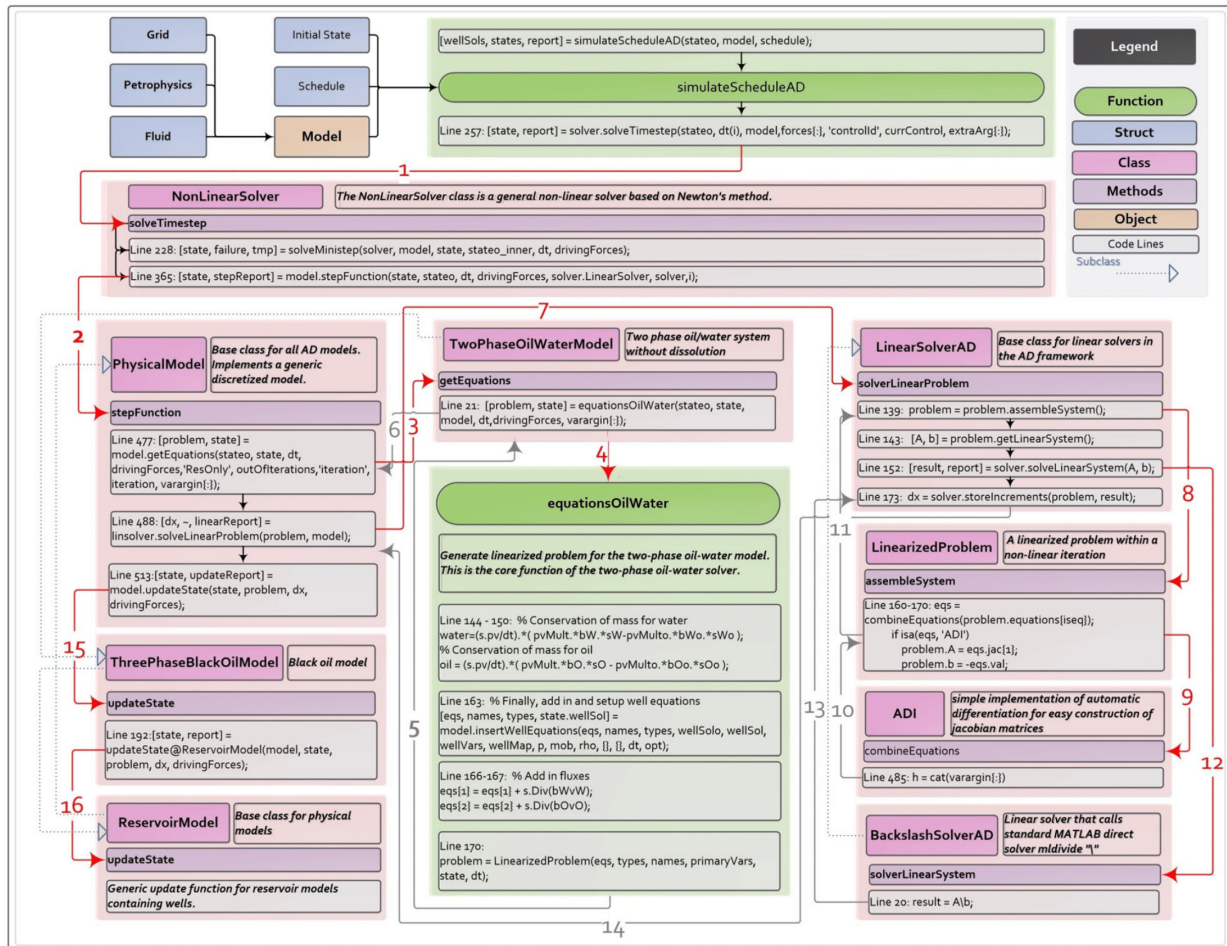 Grid
Petrophysics
Fluid
Initial State
Schedule
Model
[wellSols, states, report] = simulateScheduleAD(stateo, model, schedule);
simulateScheduleAD
Line 257: [state, report] = solver.solveTimestep(stateo, dt(i), model,forces[:], 'controlId', currControl, extraArg[:});
Legend
Function
Struct
Class
Methods
Object
Code Lines
Subclass
1
NonLinearSolver
The NonLinearSolver class is a general non-linear solver based on Newton's method.
solveTimestep
Line 228: [state, failure, tmp] = solveMinistep(solver, model, state, stateo_inner, dt, drivingForces);
Line 365: [state, stepReport] = model.stepFunction(state, stateo, dt, drivingForces, solver.LinearSolver, solver,i);
2
7
PhysicalModel
Base class for all AD models.
Implements a generic
discretized model.
stepFunction
Line 477: [problem, state] =
model.getEquations(stateo, state, dt,
drivingForces,'ResOnly', outOfIterations,'iteration',
iteration, varargin[:});
Line 488: [dx, ~, linearReport] =
linsolver.solveLinearProblem(problem, model);
Line 513:[state, updateReport] =
model.updateState(state, problem, dx,
drivingForces);
15
ThreePhaseBlackOilModel
Black oil model
updateState
Line 192:[state, report] =
updateState@ReservoirModel(model, state,
problem, dx, drivingForces);
16
ReservoirModel
Base class for physical
models
updateState
Generic update function for reservoir models
containing wells.
TwoPhaseOilWaterModel
Two phase oil/water system
without dissolution
getEquations
Line 21:  [problem, state] = equationsOilWater(stateo, state,
model, dt,drivingForces, varargin[:});
6
3
4
equationsOilWater
Generate linearized problem for the two-phase oil-water model.
This is the core function of the two-phase oil-water solver.
Line 144 - 150:  % Conservation of mass for water
water=(s.pv/dt).*( pvMult.*bW.*sW-pvMulto.*bWo.*sWo );
% Conservation of mass for oil
oil = (s.pv/dt).*( pvMult.*bO.*sO - pvMulto.*bOo.*sOo );
Line 163:  % Finally, add in and setup well equations
[eqs, names, types, state.wellSol] =
model.insertWellEquations(eqs, names, types, wellSolo, wellSol,
wellVars, wellMap, p, mob, rho, {}, {}, dt, opt);
Line 166-167:  % Add in fluxes
eqs[1] = eqs[1] + s.Div(bWvW);
eqs[2] = eqs[2] + s.Div(bOvO);
Line 170:
problem = LinearizedProblem(eqs, types, names, primaryVars,
state, dt);
5
14
LinearSolverAD
Base class for linear solvers in
the AD framework
solverLinearProblem
Line 139:  problem = problem.assembleSystem();
Line 143:  [A, b] = problem.getLinearSystem();
Line 152: [result, report] = solver.solveLinearSystem(A, b);
Line 173:  dx = solver.storeIncrements(problem, result);
8
11
LinearizedProblem
A linearized problem within a
non-linear iteration
assembleSystem
Line 160-170: eqs =
combineEquations(problem.equations[iseq]);
if isa(eqs, 'ADI')
problem.A = eqs.jac[1];
problem.b = -eqs.val;
13
10
9
ADI
simple implementation of automatic
differentiation for easy construction of
jacobian matrices
combineEquations
Line 485: h = cat(varargin[:})
12
BackslashSolverAD
Linear solver that calls
standard MATLAB direct
solver mldivide "\"
solverLinearSystem
Line 20: result = A\b;